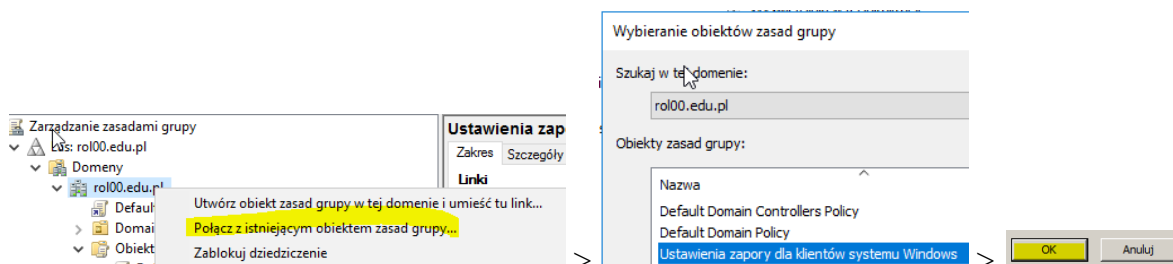 Zarządzanie zasadami grupy
Las: rol00.edu.pl
Domeny
rol00.edu.pl
Default
Domai
Obiekt
Utwórz obiekt zasad grupy w tej domenie i umieść tu link...
Połącz z istniejącym obiektem zasad grupy...
Zablokuj dziedziczenie
Ustawienia zap
Zakres Szczegóły
Linki
>
Wybieranie obiektów zasad grupy
Szukaj w tej domenie:
rol00.edu.pl
Obiekty zasad grupy:
Nazwa
Default Domain Controllers Policy
Default Domain Policy
Ustawienia zapory dla klientów systemu Windows
>
OK Anuluj